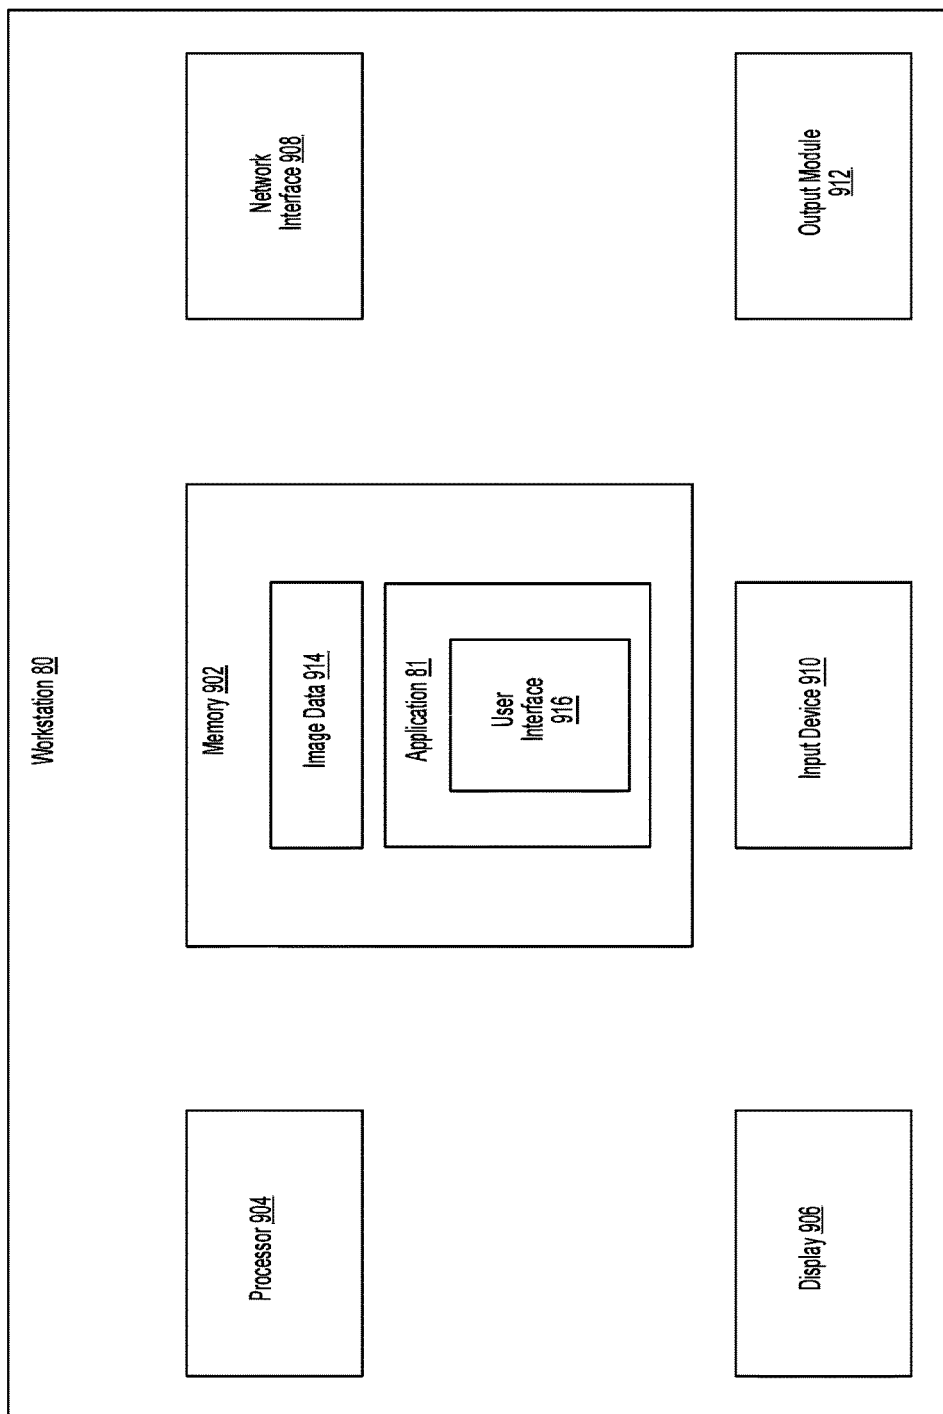 Workstation 80
Processor 904
Memory 902
Image Data 914
Application 81
User
Interface
916
Network
Interface 908
Display 906
Input Device 910
Output Module
912